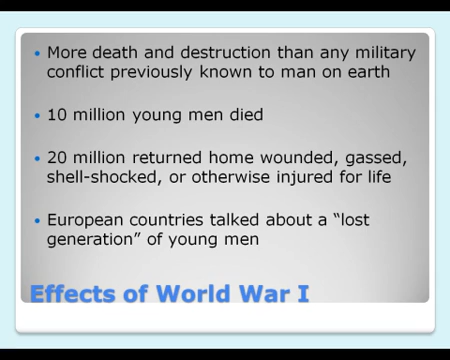 • More death and destruction than any military
conflict previously known to man on earth
• 10 million young men died
• 20 million returned home wounded, gassed,
shell-shocked, or otherwise injured for life
• European countries talked about a “lost
generation” of young men
Effects of World War I